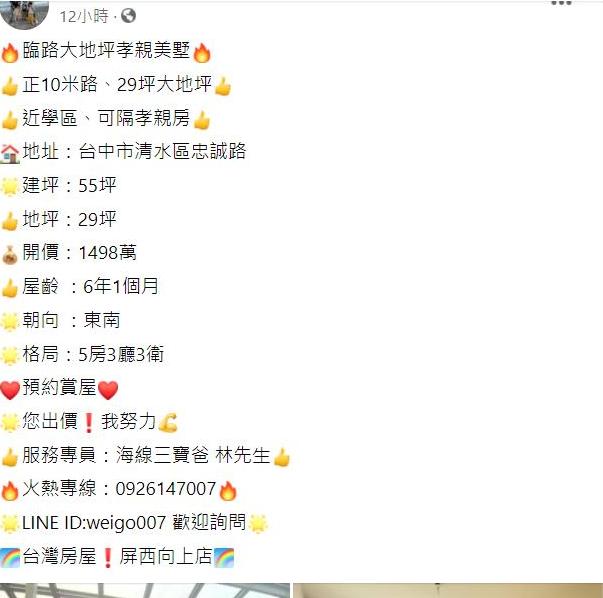 12小時
🔥臨路大地坪孝親美墅🔥
👍正10米路、29坪大地坪👍
👍近學區、可隔孝親房👍
🏠地址：台中市清水區忠誠路
🌟建坪：55坪
👍地坪：29坪
💰開價：1498萬
👍屋齡 ：6年1個月
🌟朝向 ：東南
🌟格局：5房3廳3衛
❤️預約賞屋❤️
🌟您出價❗我努力💪
👍服務專員：海線三寶爸 林先生👍
🔥火熱專線：0926147007🔥
🌟LINE ID:weigo007 歡迎詢問🌟
🌈台灣房屋❗屏西向上店🌈